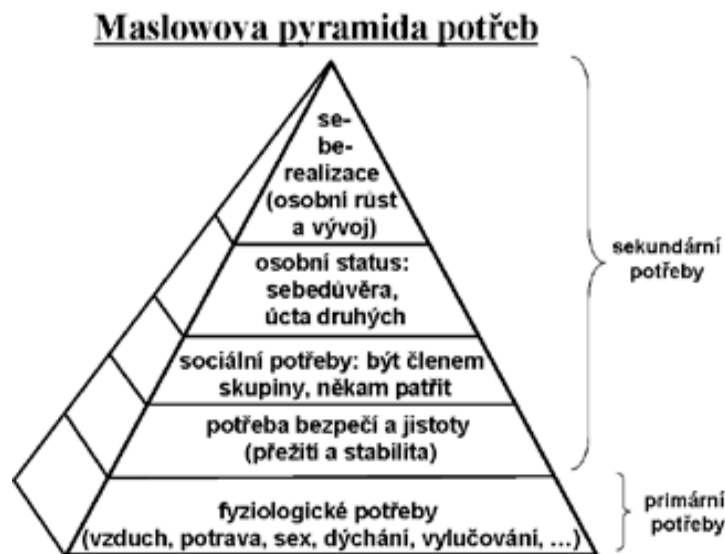 Maslowova pyramida potřeb
se-
be-
realizace
(osobní růst
a vývoj)
osobní status:
sebedůvěra,
úcta druhých
sociální potřeby: být členem
skupiny, někam patřit
potřeba bezpečí a jistoty
(přežití a stabilita)
fyziologické potřeby
(vzduch, potrava, sex, dýchání, vylučování, ...)
sekundární
potřeby
primární
potřeby